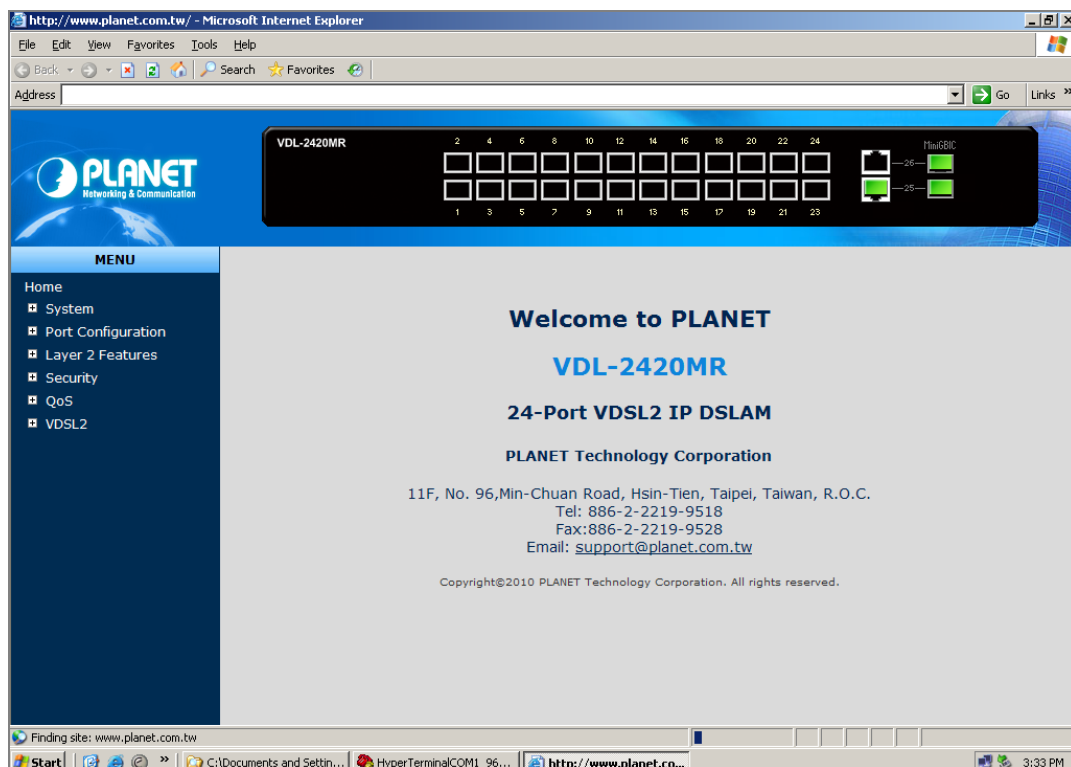 http://www.planet.com.tw/ - Microsoft Internet Explorer
File Edit View Favorites Tools Help
Back Search Favorites
Address Go Links »
PLANET
Networking & Communication
VDL-2420MR
2 4 6 8 10 12 14 16 18 20 22 24
MiniGBIC
26
25
1 3 5 7 9 11 13 15 17 19 21 23
MENU
Home
System
Port Configuration
Layer 2 Features
Security
QoS
VDSL2
Welcome to PLANET
VDL-2420MR
24-Port VDSL2 IP DSLAM
PLANET Technology Corporation
11F, No. 96,Min-Chuan Road, Hsin-Tien, Taipei, Taiwan, R.O.C.
Tel: 886-2-2219-9518
Fax:886-2-2219-9528
Email: support@planet.com.tw
Copyright©2010 PLANET Technology Corporation. All rights reserved.
Finding site: www.planet.com.tw
Start » C:\Documents and Settin... HyperTerminalCOM1_96... http://www.planet.co... 3:33 PM